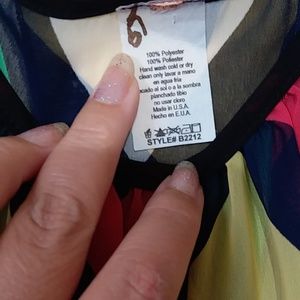 6
100% Polyester
100% Poliester
Hand wash cold or dry
clean only lavar a mano
en agua fria
secado al sol a la sombra
planchado tibio
no usar cloro
Made in U.S.A.
Hecho en E.U.A.
STYLE# B2212